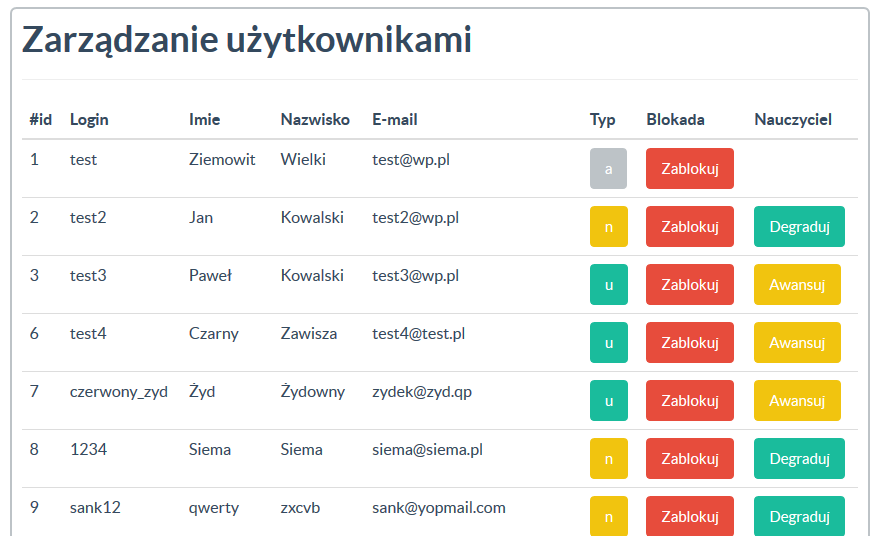 Zarządzanie użytkownikami
#id Login Imie Nazwisko E-mail Typ Blokada Nauczyciel
1 test Ziemowit Wielki test@wp.pl a Zablokuj
2 test2 Jan Kowalski test2@wp.pl n Zablokuj Degraduj
3 test3 Paweł Kowalski test3@wp.pl u Zablokuj Awansuj
6 test4 Czarny Zawisza test4@test.pl u Zablokuj Awansuj
7 czerwony_zyd Żyd Żydowny zydek@zyd.qp u Zablokuj Awansuj
8 1234 Siema Siema siema@siema.pl n Zablokuj Degraduj
9 sank12 qwerty zxcvb sank@yopmail.com n Zablokuj Degraduj